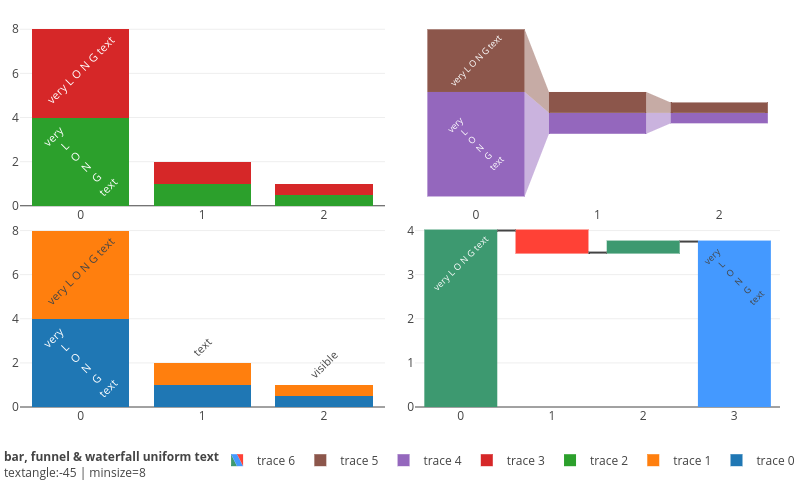 8
6
4
2
0
very L O N G text
very
L
O
N
G
text
0
1
2
very L O N G text
very
L
O
N
G
text
0
1
2
8
6
4
2
0
very L O N G text
very
L
O
N
G
text
text
visible
0
1
2
4
3
2
1
0
very L O N G text
very
L
O
N
G
text
0
1
2
3
bar, funnel & waterfall uniform text
textangle:-45 | minsize=8
trace 6 trace 5 trace 4 trace 3 trace 2 trace 1 trace 0